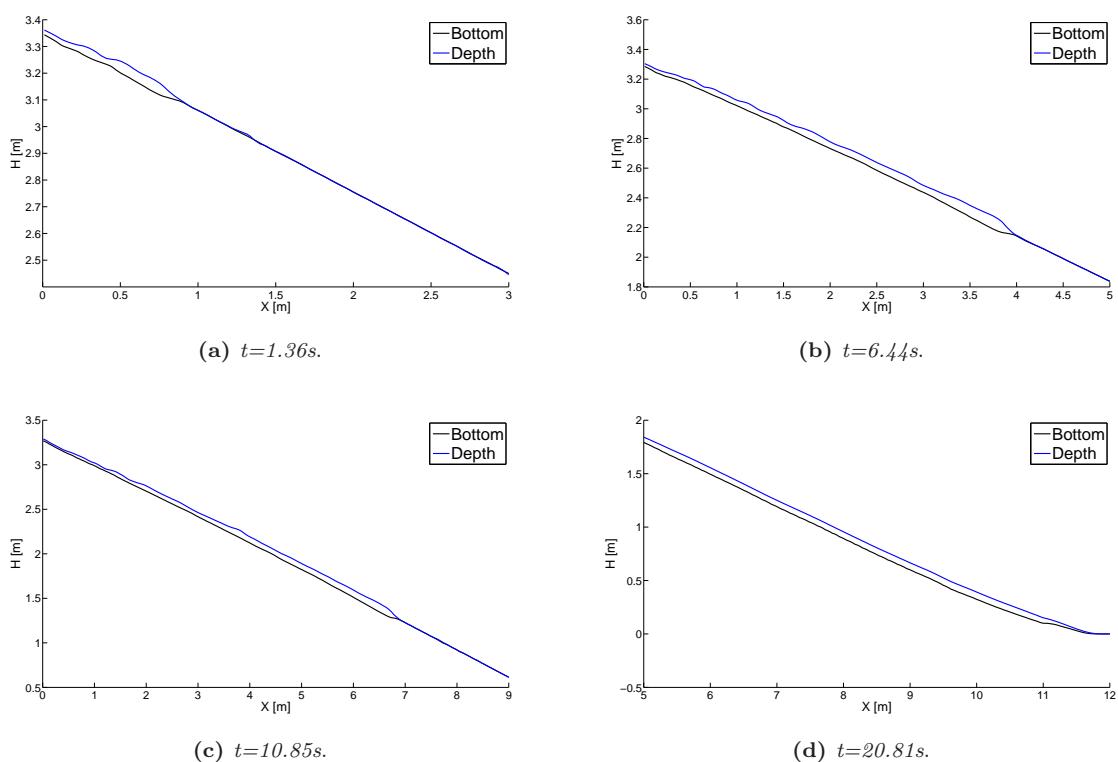 3.4
3.3
3.2
3.1
3
2.9
2.8
2.7
2.6
2.5
H [m]
0 0.5 1 1.5 2 2.5 3
X [m]
Bottom
Depth
(a) t=1.36s.
3.6
3.4
3.2
3
2.8
2.6
2.4
2.2
2
1.8
H [m]
0 0.5 1 1.5 2 2.5 3 3.5 4 4.5 5
X [m]
Bottom
Depth
(b) t=6.44s.
3.5
3
2.5
2
1.5
1
0.5
H [m]
0 1 2 3 4 5 6 7 8 9
X [m]
Bottom
Depth
(c) t=10.85s.
2
1.5
1
0.5
0
−0.5
H [m]
5 6 7 8 9 10 11 12
X [m]
Bottom
Depth
(d) t=20.81s.